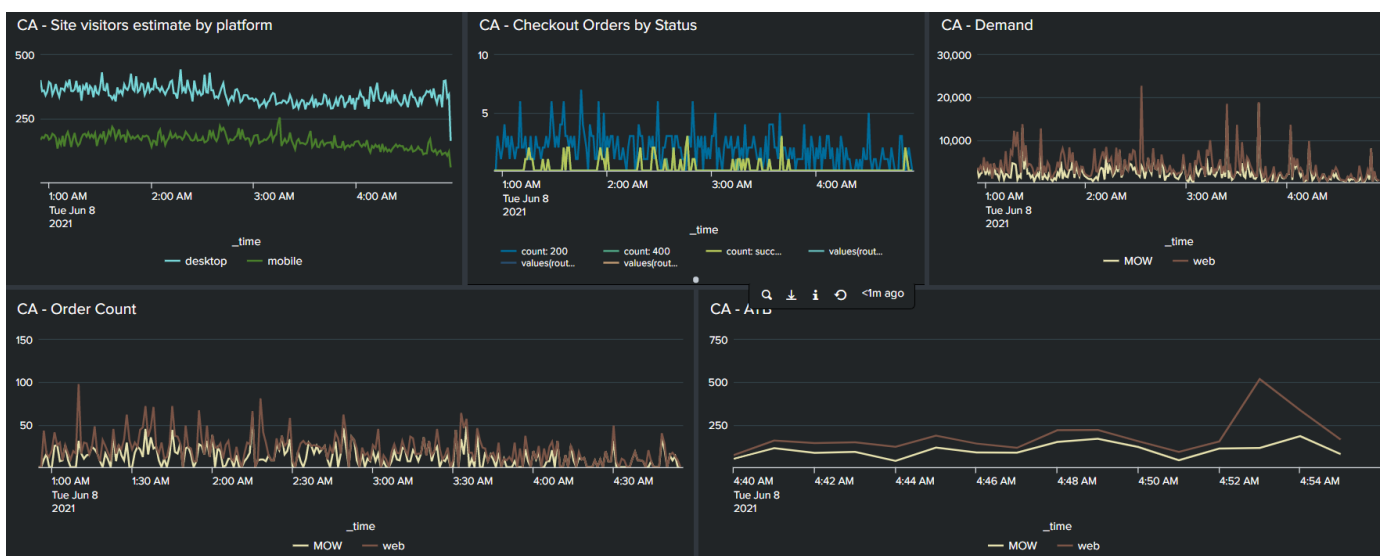 CA - Site visitors estimate by platform
500
250
1:00 AM 2:00 AM 3:00 AM 4:00 AM
Tue Jun 8
2021
_time
desktop mobile
CA - Checkout Orders by Status
10
5
1:00 AM 2:00 AM 3:00 AM 4:00 AM
Tue Jun 8
2021
_time
count: 200 count: 400 count: succ... values(rout...
values(rout... values(rout...
CA - Demand
30,000
20,000
10,000
1:00 AM 2:00 AM 3:00 AM 4:00 AM
Tue Jun 8
2021
_time
MOW web
<1m ago
CA - Order Count
150
100
50
1:00 AM 1:30 AM 2:00 AM 2:30 AM 3:00 AM 3:30 AM 4:00 AM 4:30 AM
Tue Jun 8
2021
_time
MOW web
CA - ATB
750
500
250
4:40 AM 4:42 AM 4:44 AM 4:46 AM 4:48 AM 4:50 AM 4:52 AM 4:54 AM
Tue Jun 8
2021
_time
MOW web